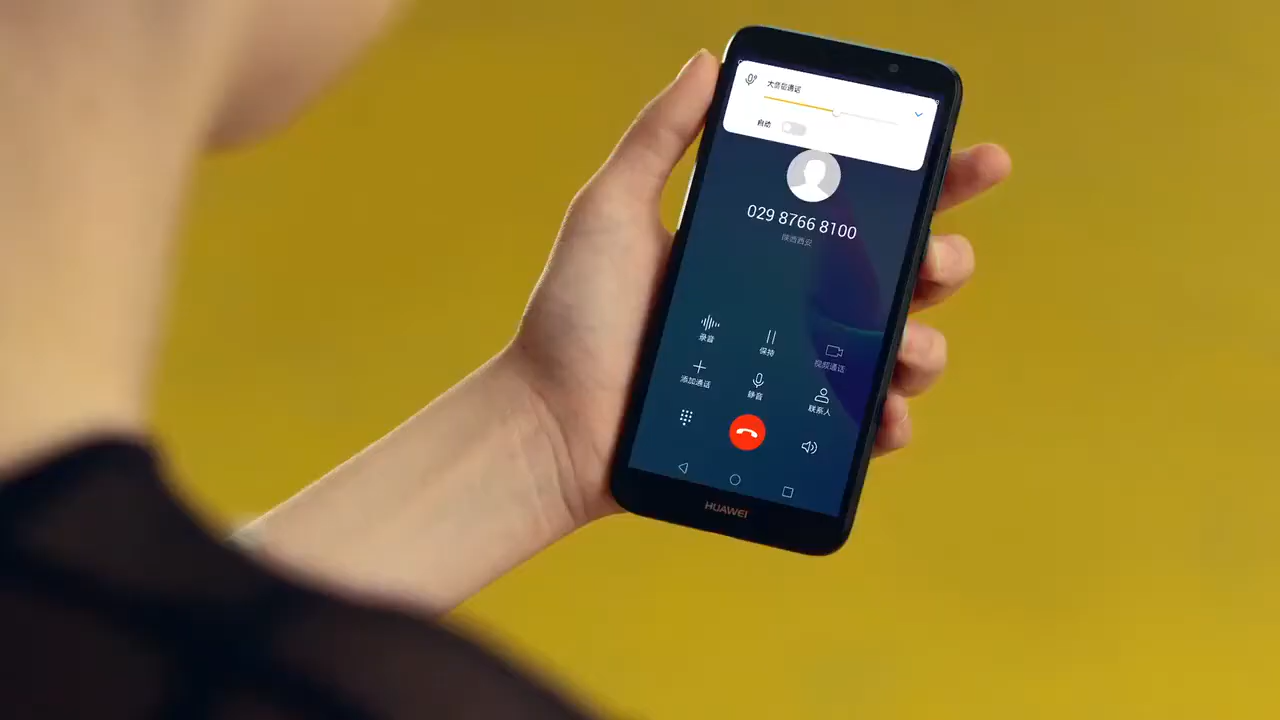 大音量通话
自动
029 8766 8100
陕西西安
录音
保持
视频通话
添加通话
静音
联系人
HUAWEI